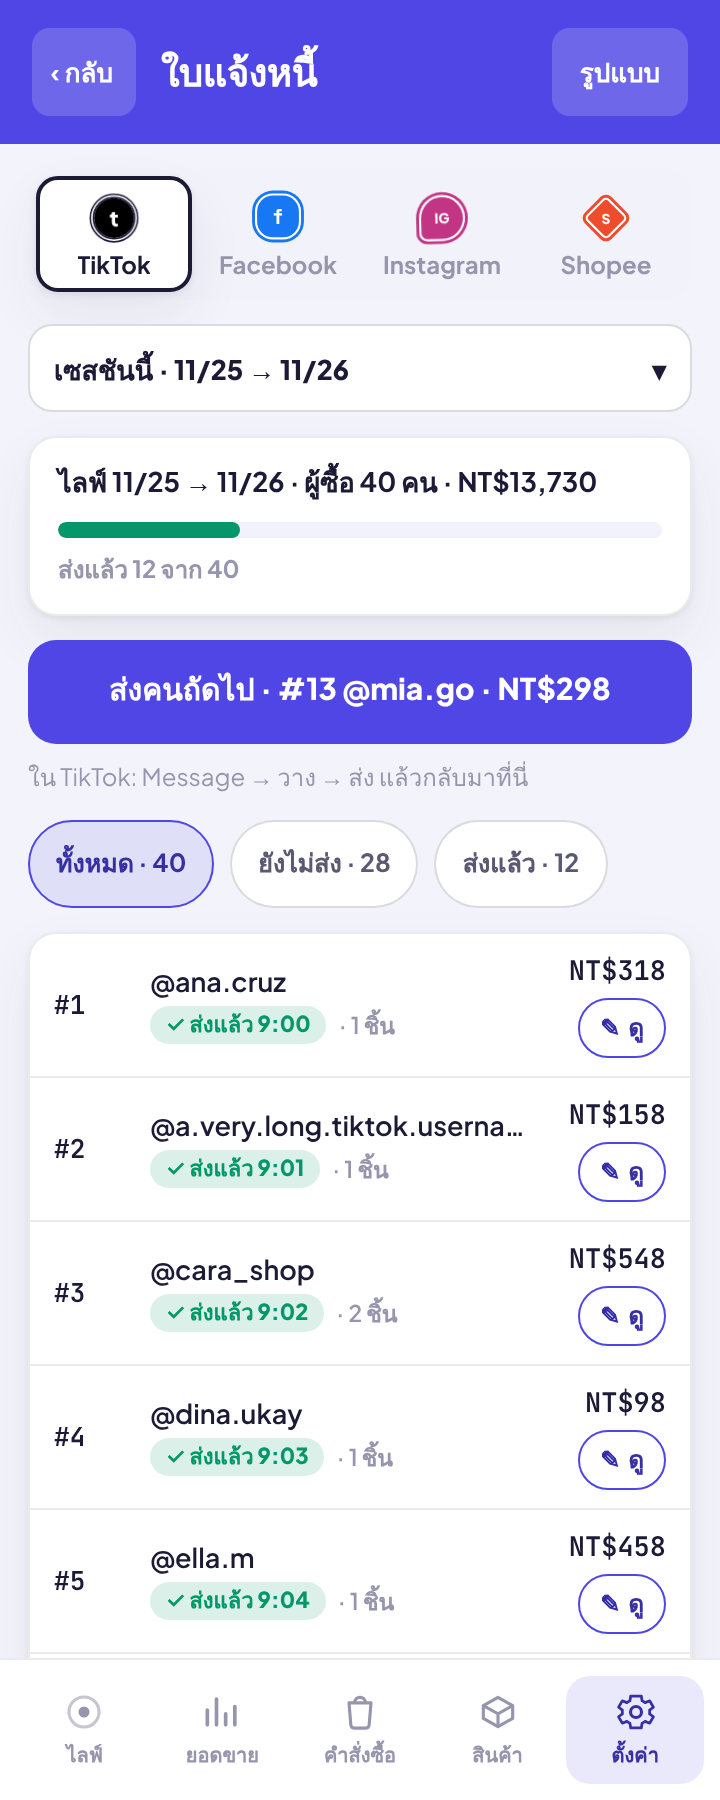 ‹ กลับ
ใบแจ้งหนี้
รูปแบบ
t
f
IG
S
TikTok
Facebook
Instagram
Shopee
เซสชันนี้ · 11/25 → 11/26 ▼
ไลฟ์ 11/25 → 11/26 · ผู้ซื้อ 40 คน · NT$13,730
ส่งแล้ว 12 จาก 40
ส่งคนถัดไป · #13 @mia.go · NT$298
ใน TikTok: Message → วาง → ส่ง แล้วกลับมาที่นี่
ทั้งหมด · 40
ยังไม่ส่ง · 28
ส่งแล้ว · 12
#1
@ana.cruz
✓ ส่งแล้ว 9:00 · 1 ชิ้น
NT$318
✎ ดู
#2
@a.very.long.tiktok.userna…
✓ ส่งแล้ว 9:01 · 1 ชิ้น
NT$158
✎ ดู
#3
@cara_shop
✓ ส่งแล้ว 9:02 · 2 ชิ้น
NT$548
✎ ดู
#4
@dina.ukay
✓ ส่งแล้ว 9:03 · 1 ชิ้น
NT$98
✎ ดู
#5
@ella.m
✓ ส่งแล้ว 9:04 · 1 ชิ้น
NT$458
✎ ดู
ไลฟ์
ยอดขาย
คำสั่งซื้อ
สินค้า
ตั้งค่า